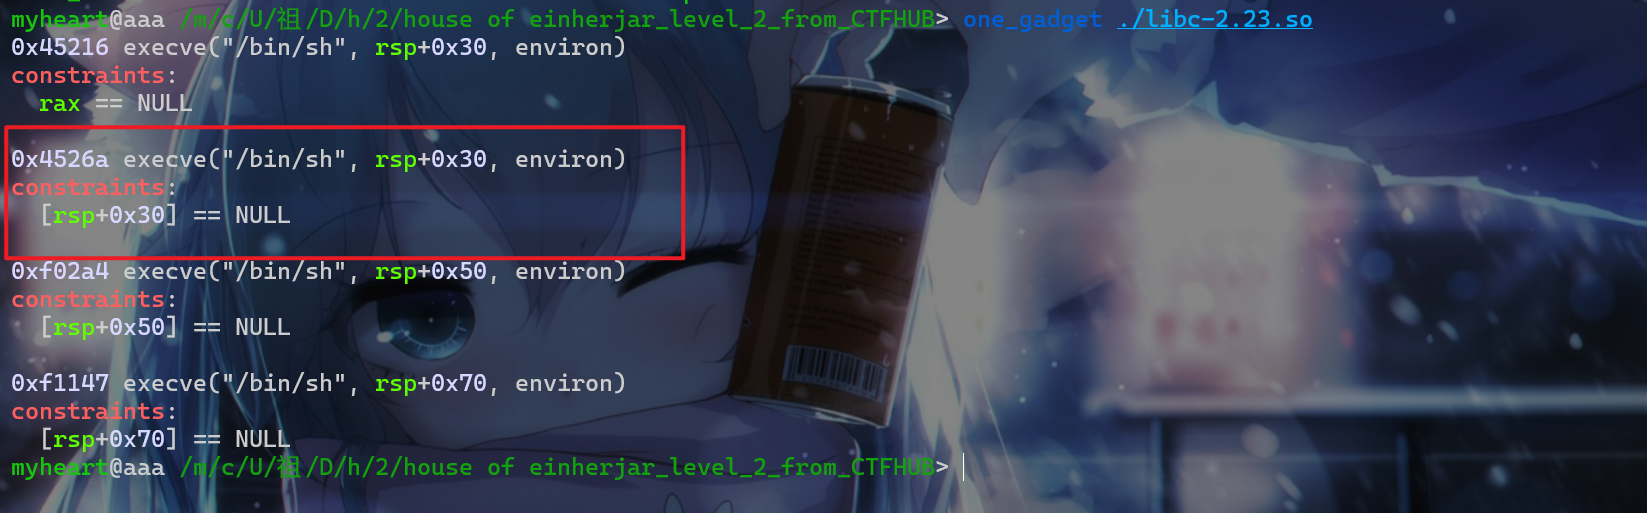 myheart@aaa /m/c/U/祖/D/h/2/house of einherjar_level_2_from_CTFHUB> one_gadget ./libc-2.23.so
0x45216 execve("/bin/sh", rsp+0x30, environ)
constraints:
  rax == NULL

0x4526a execve("/bin/sh", rsp+0x30, environ)
constraints:
  [rsp+0x30] == NULL

0xf02a4 execve("/bin/sh", rsp+0x50, environ)
constraints:
  [rsp+0x50] == NULL

0xf1147 execve("/bin/sh", rsp+0x70, environ)
constraints:
  [rsp+0x70] == NULL
myheart@aaa /m/c/U/祖/D/h/2/house of einherjar_level_2_from_CTFHUB>